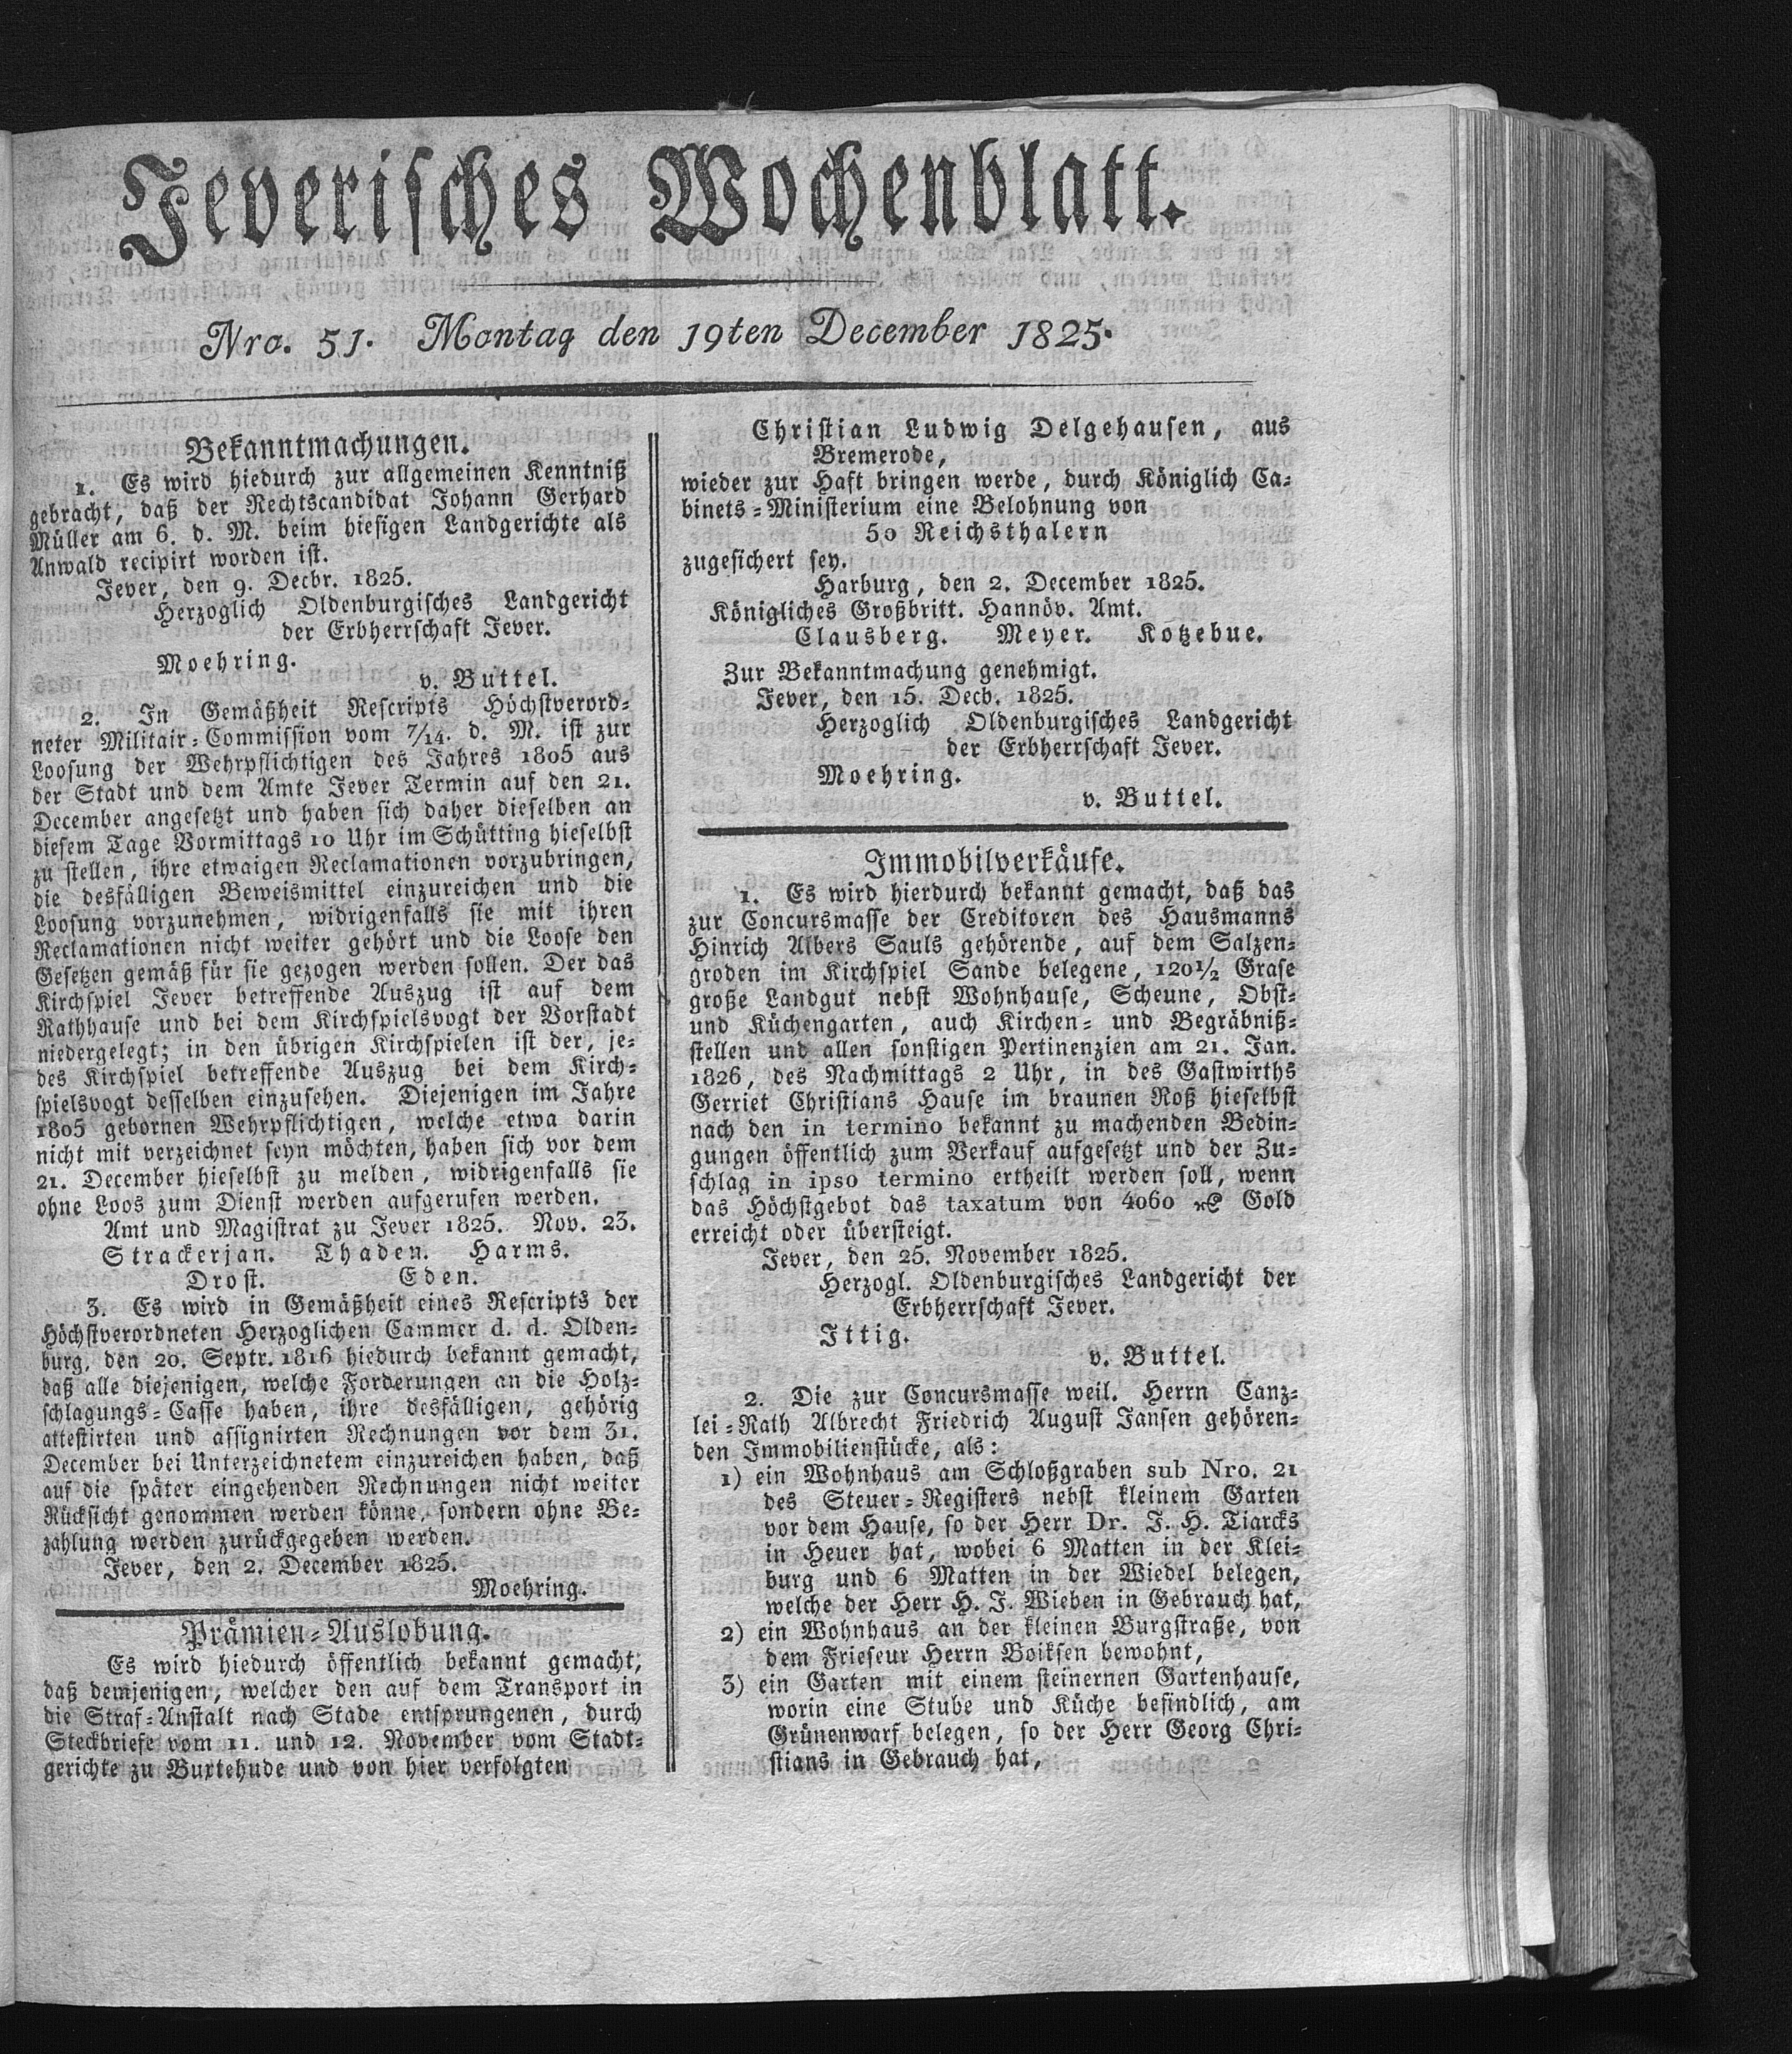 Jeverisches Wochenblatt.
Nro. 51. Montag den 19ten December 1825.
Bekanntmachungen.
1. Es wird hiedurch zur allgemeinen Kenntniß
gebracht, daß der Rechtscandidat Johann Gerhard
Müller am 6. d. M. beim hiesigen Landgerichte als
Anwald recipirt worden ist.
Jever, den 9. Decbr. 1825.
Herzoglich Oldenburgisches Landgericht
der Erbherrschaft Jever.
Moehring.
v. Buttel.
2. In Gemäßheit Rescripts Höchstverord-
neter Militair-Commission vom 7/14. d. M. ist zur
Loosung der Wehrpflichtigen des Jahres 1805 aus
der Stadt und dem Amte Jever Termin auf den 21.
December angesetzt und haben sich daher dieselben an
diesem Tage Vormittags 10 Uhr im Schütting hieselbst
zu stellen, ihre etwaigen Reclamationen vorzubringen,
die desfälligen Beweismittel einzureichen und die
Loosung vorzunehmen, widrigenfalls sie mit ihren
Reclamationen nicht weiter gehört und die Loose den
Gesetzen gemäß für sie gezogen werden sollen. Der das
Kirchspiel Jever betreffende Auszug ist auf dem
Rathhause und bei dem Kirchspielsvogt der Vorstadt
niedergelegt; in den übrigen Kirchspielen ist der, je-
des Kirchspiel betreffende Auszug bei dem Kirch-
spielsvogt desselben einzusehen. Diejenigen im Jahre
1805 gebornen Wehrpflichtigen, welche etwa darin
nicht mit verzeichnet seyn möchten, haben sich vor dem
21. December hieselbst zu melden, widrigenfalls sie
ohne Loos zum Dienst werden aufgerufen werden.
Amt und Magistrat zu Jever 1825. Nov. 23.
Strackerjan. Thaden. Harms.
Drost. Eden.
3. Es wird in Gemäßheit eines Rescripts der
Höchstverordneten Herzoglichen Cammer d. d. Olden-
burg, den 20. Septr. 1816 hiedurch bekannt gemacht,
daß alle diejenigen, welche Forderungen an die Holz-
schlagungs-Casse haben, ihre desfälligen, gehörig
attestirten und assignirten Rechnungen vor dem 31.
December bei Unterzeichnetem einzureichen haben, daß
auf die später eingehenden Rechnungen nicht weiter
Rücksicht genommen werden könne, sondern ohne Be-
zahlung werden zurückgegeben werden.
Jever, den 2. December 1825.
Moehring.
Prämien-Auslobung.
Es wird hiedurch öffentlich bekannt gemacht,
daß demjenigen, welcher den auf dem Transport in
die Straf-Anstalt nach Stade entsprungenen, durch
Steckbriefe vom 11. und 12. November vom Stadt-
gerichte zu Buxtehude und von hier verfolgten
Christian Ludwig Delgehausen, aus
Bremerode,
wieder zur Haft bringen werde, durch Königlich Ca-
binets-Ministerium eine Belohnung von
50 Reichsthalern
zugesichert sey.
Harburg, den 2. December 1825.
Königliches Großbritt. Hannöv. Amt.
Clausberg. Meyer. Kotzebue.
Zur Bekanntmachung genehmigt.
Jever, den 15. Decb. 1825.
Herzoglich Oldenburgisches Landgericht
der Erbherrschaft Jever.
Moehring.
v. Buttel.
Immobilverkäufe.
1. Es wird hierdurch bekannt gemacht, daß das
zur Concursmasse der Creditoren des Hausmanns
Hinrich Albers Sauls gehörende, auf dem Salzen-
groden im Kirchspiel Sande belegene, 120 1/2 Grase
große Landgut nebst Wohnhause, Scheune, Obst-
und Küchengarten, auch Kirchen- und Begräbniß-
stellen und allen sonstigen Pertinenzien am 21. Jan.
1826, des Nachmittags 2 Uhr, in des Gastwirths
Gerriet Christians Hause im braunen Roß hieselbst
nach den in termino bekannt zu machenden Bedin-
gungen öffentlich zum Verkauf aufgesetzt und der Zu-
schlag in ipso termino ertheilt werden soll, wenn
das Höchstgebot das taxatum von 4060 Gold
erreicht oder übersteigt.
Jever, den 25. November 1825.
Herzogl. Oldenburgisches Landgericht der
Erbherrschaft Jever.
Ittig.
v. Buttel.
2. Die zur Concursmasse weil. Herrn Canz-
lei-Rath Albrecht Friedrich August Jansen gehören-
den Immobilienstücke, als:
1) ein Wohnhaus am Schloßgraben sub Nro. 21
des Steuer-Registers nebst kleinem Garten
vor dem Hause, so der Herr Dr. J. H. Tiarcks
in Heuer hat, wobei 6 Matten in der Klei-
burg und 6 Matten in der Wiedel belegen,
welche der Herr H. J. Wieben in Gebrauch hat,
2) ein Wohnhaus an der kleinen Burgstraße, von
dem Frieseur Herrn Boiksen bewohnt,
3) ein Garten mit einem steinernen Gartenhause,
worin eine Stube und Küche befindlich, am
Grünenwarf belegen, so der Herr Georg Chri-
stians in Gebrauch hat,